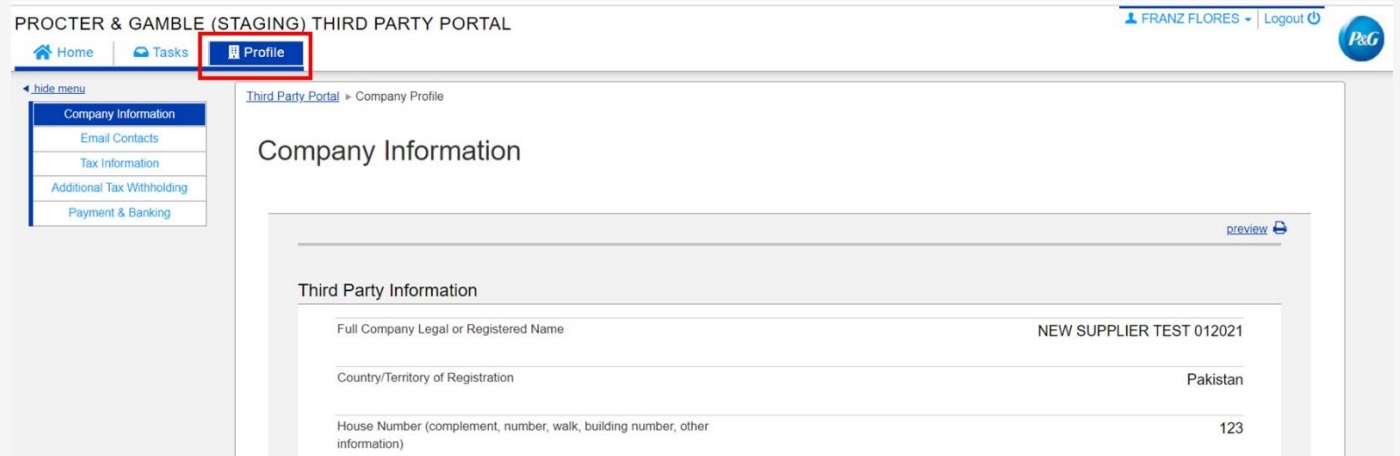 PROCTER & GAMBLE (STAGING) THIRD PARTY PORTAL
FRANZ FLORES Logout
P&G
Home Tasks Profile
hide menu
Company Information
Email Contacts
Tax Information
Additional Tax Withholding
Payment & Banking
Third Party Portal ▸ Company Profile
Company Information
preview
Third Party Information
Full Company Legal or Registered Name NEW SUPPLIER TEST 012021
Country/Territory of Registration Pakistan
House Number (complement, number, walk, building number, other 123
information)